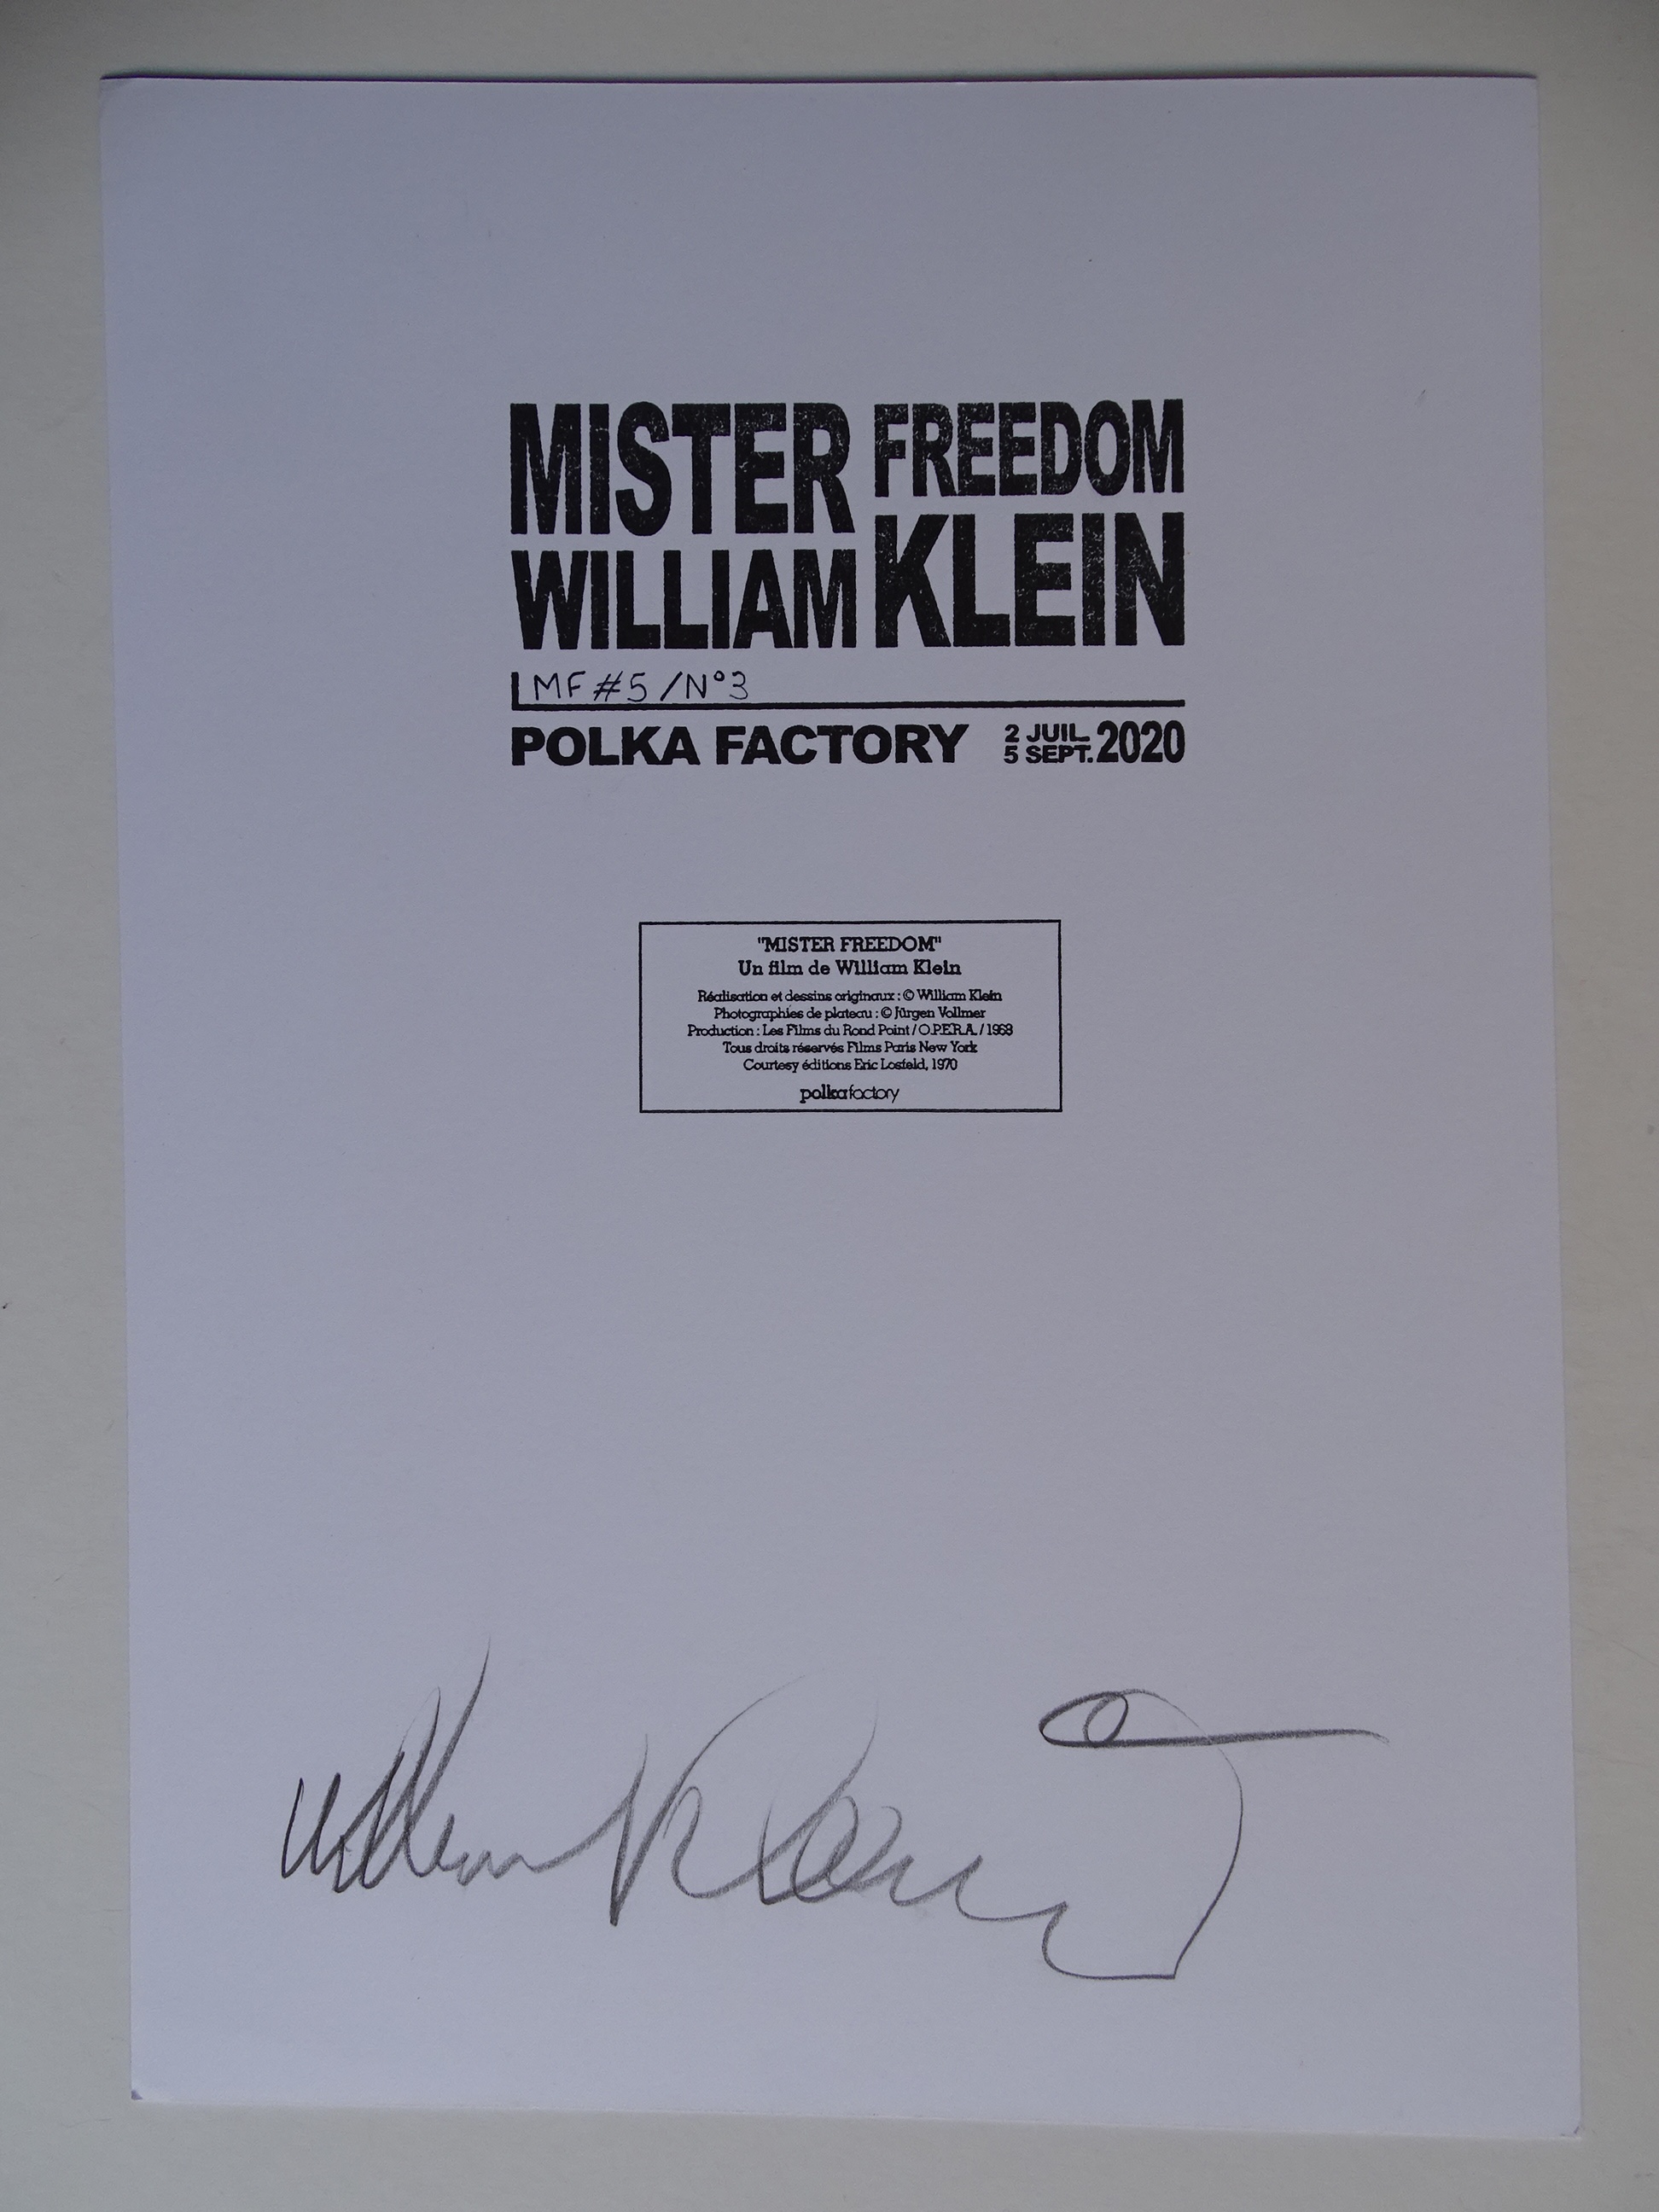 MISTER FREEDOM
WILLIAM KLEIN
MF #5 /N°3
POLKA FACTORY 2 JUIL. 5 SEPT. 2020
"MISTER FREEDOM"
Un film de William Klein
Réalisation et dessins originaux : © William Klein
Photographies de plateau : © Jürgen Vollmer
Production : Les Films du Rond Point / O.P.E.R.A. / 1968
Tous droits réservés Films Paris New York
Courtesy éditions Eric Losfeld, 1970
polkafactory
William Klein